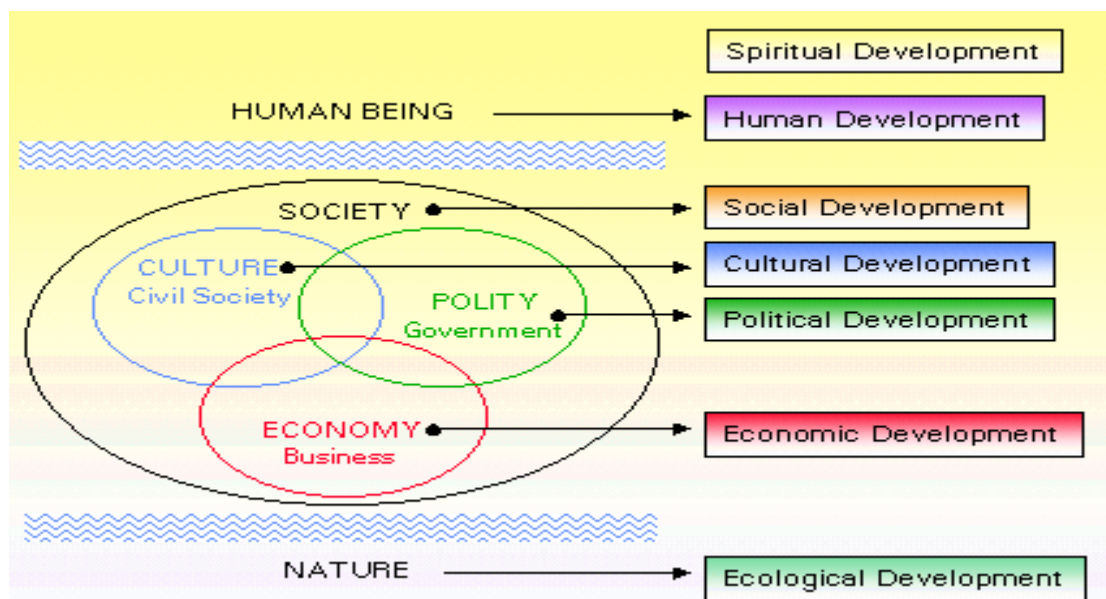 Spiritual Development
HUMAN BEING
Human Development
SOCIETY
Social Development
CULTURE
Civil Society
Cultural Development
POLITY
Government
Political Development
ECONOMY
Business
Economic Development
NATURE
Ecological Development